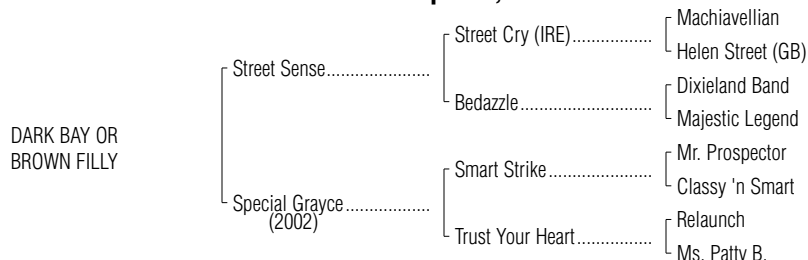 Machiavellian
Street Cry (IRE)..................
Helen Street (GB)
Street Sense......................
Dixieland Band
Bedazzle.............................
Majestic Legend
DARK BAY OR
BROWN FILLY
Mr. Prospector
Smart Strike.......................
Classy 'n Smart
Special Grayce..................
(2002)
Relaunch
Trust Your Heart.................
Ms. Patty B.